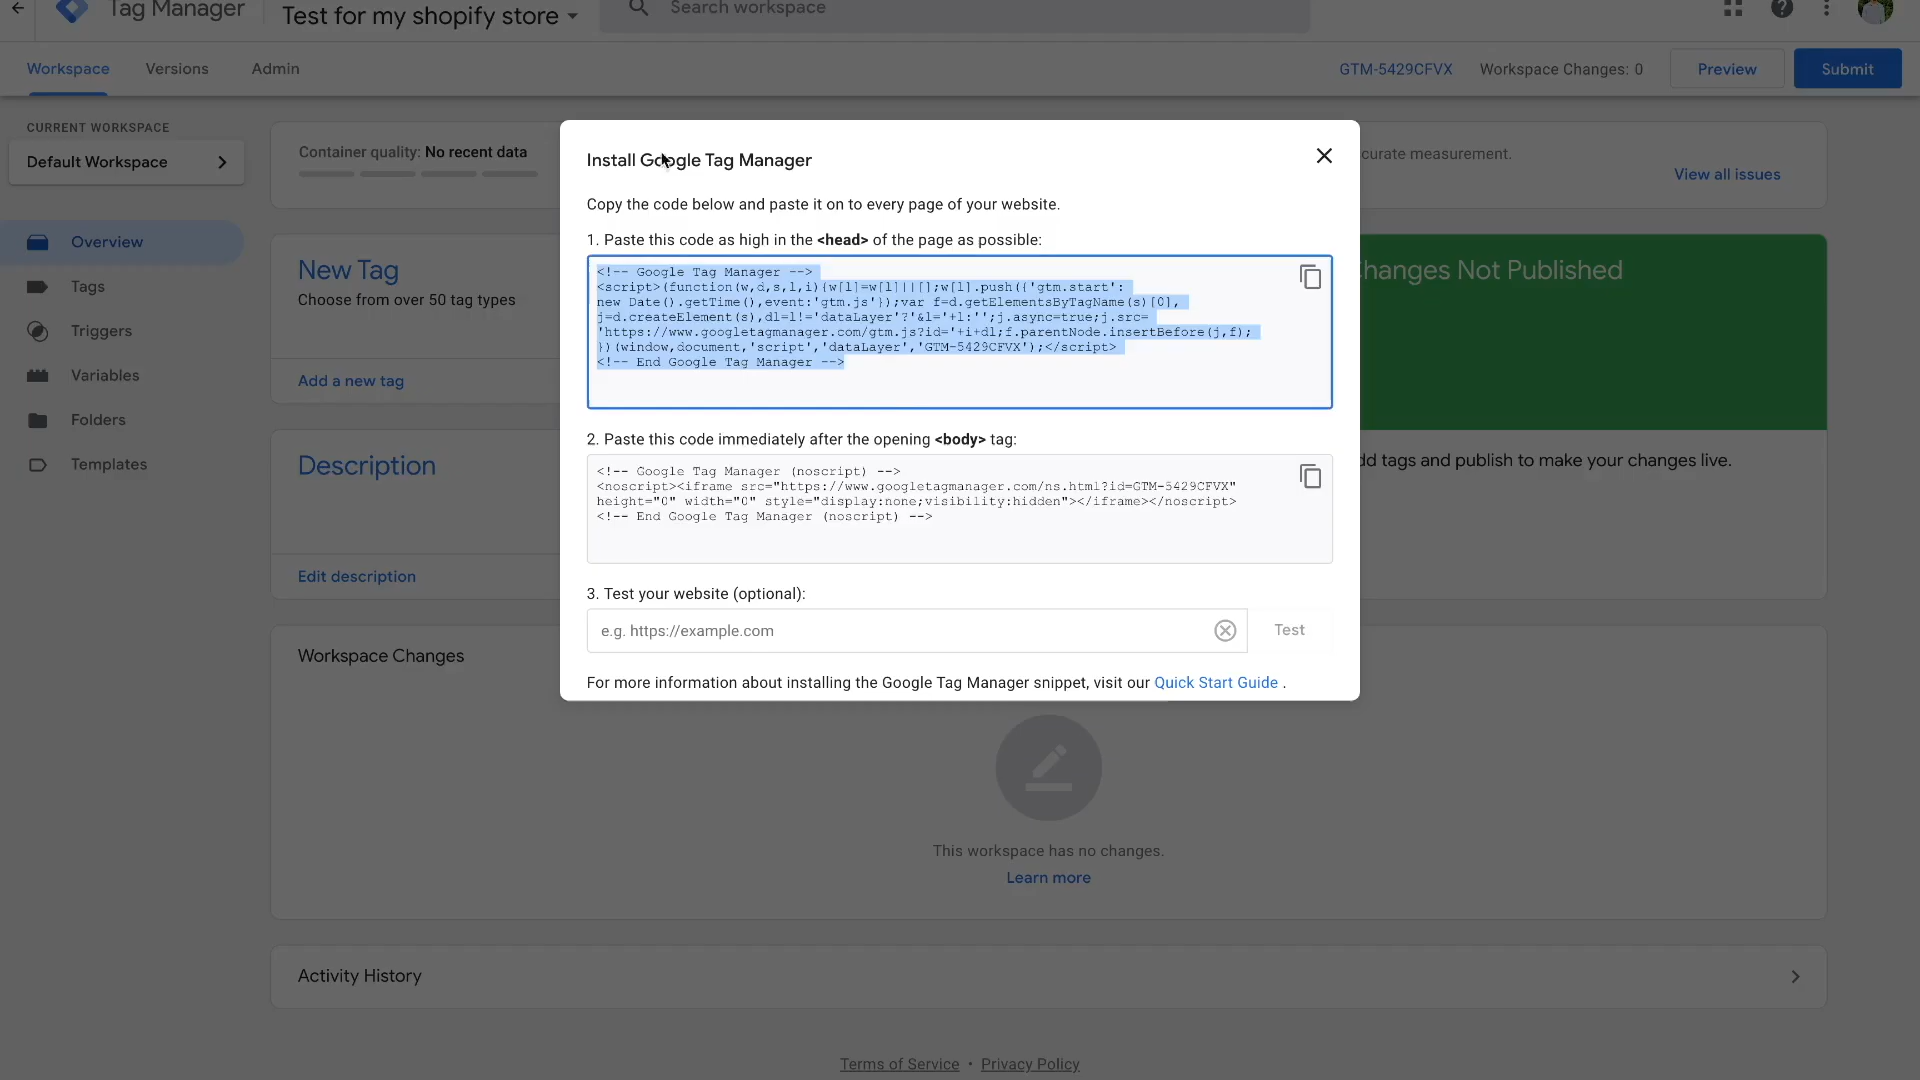 Tag Manager
Test for my shopify store
Search workspace
Workspace
Versions
Admin
GTM-5429CFVX
Workspace Changes: 0
Preview
Submit
CURRENT WORKSPACE
Default Workspace
Overview
Tags
Triggers
Variables
Folders
Templates
Container quality: No recent data
curate measurement.
View all issues
New Tag
Choose from over 50 tag types
Add a new tag
Description
Edit description
hanges Not Published
dd tags and publish to make your changes live.
Install Google Tag Manager
Copy the code below and paste it on to every page of your website.
1. Paste this code as high in the <head> of the page as possible:
<!-- Google Tag Manager -->
<script>(function(w,d,s,l,i){w[l]=w[l]||[];w[l].push({'gtm.start':
new Date().getTime(),event:'gtm.js'});var f=d.getElementsByTagName(s)[0],
j=d.createElement(s),dl=l!='dataLayer'?'&l='+l:'';j.async=true;j.src=
'https://www.googletagmanager.com/gtm.js?id='+i+dl;f.parentNode.insertBefore(j,f);
})(window,document,'script','dataLayer','GTM-5429CFVX');</script>
<!-- End Google Tag Manager -->
2. Paste this code immediately after the opening <body> tag:
<!-- Google Tag Manager (noscript) -->
<noscript><iframe src="https://www.googletagmanager.com/ns.html?id=GTM-5429CFVX"
height="0" width="0" style="display:none;visibility:hidden"></iframe></noscript>
<!-- End Google Tag Manager (noscript) -->
3. Test your website (optional):
e.g. https://example.com
Test
For more information about installing the Google Tag Manager snippet, visit our Quick Start Guide .
Workspace Changes
This workspace has no changes.
Learn more
Activity History
Terms of Service • Privacy Policy